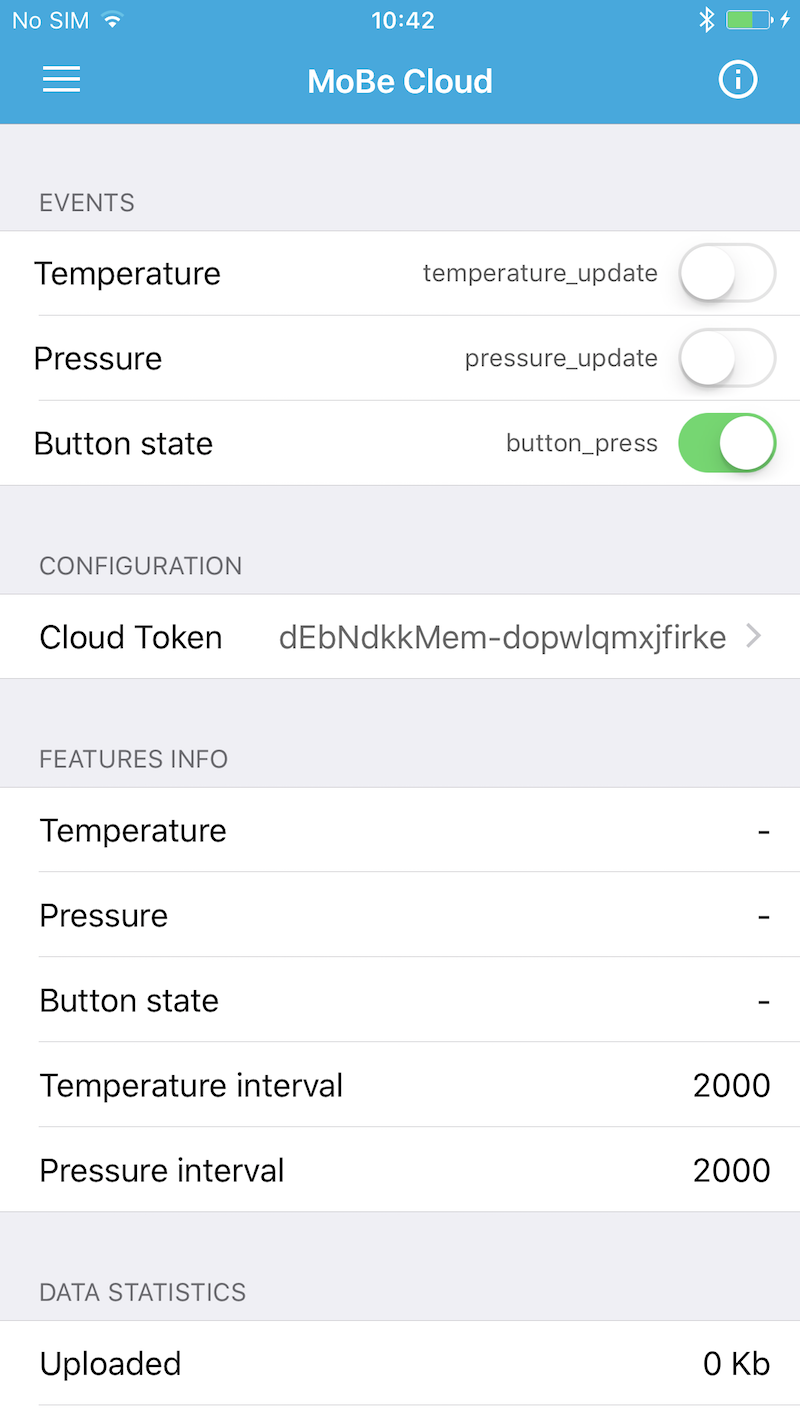 No SIM 10:42
MoBe Cloud
EVENTS
Temperature temperature_update
Pressure pressure_update
Button state button_press
CONFIGURATION
Cloud Token dEbNdkkMem-dopwlqmxjfirke
FEATURES INFO
Temperature -
Pressure -
Button state -
Temperature interval 2000
Pressure interval 2000
DATA STATISTICS
Uploaded 0 Kb